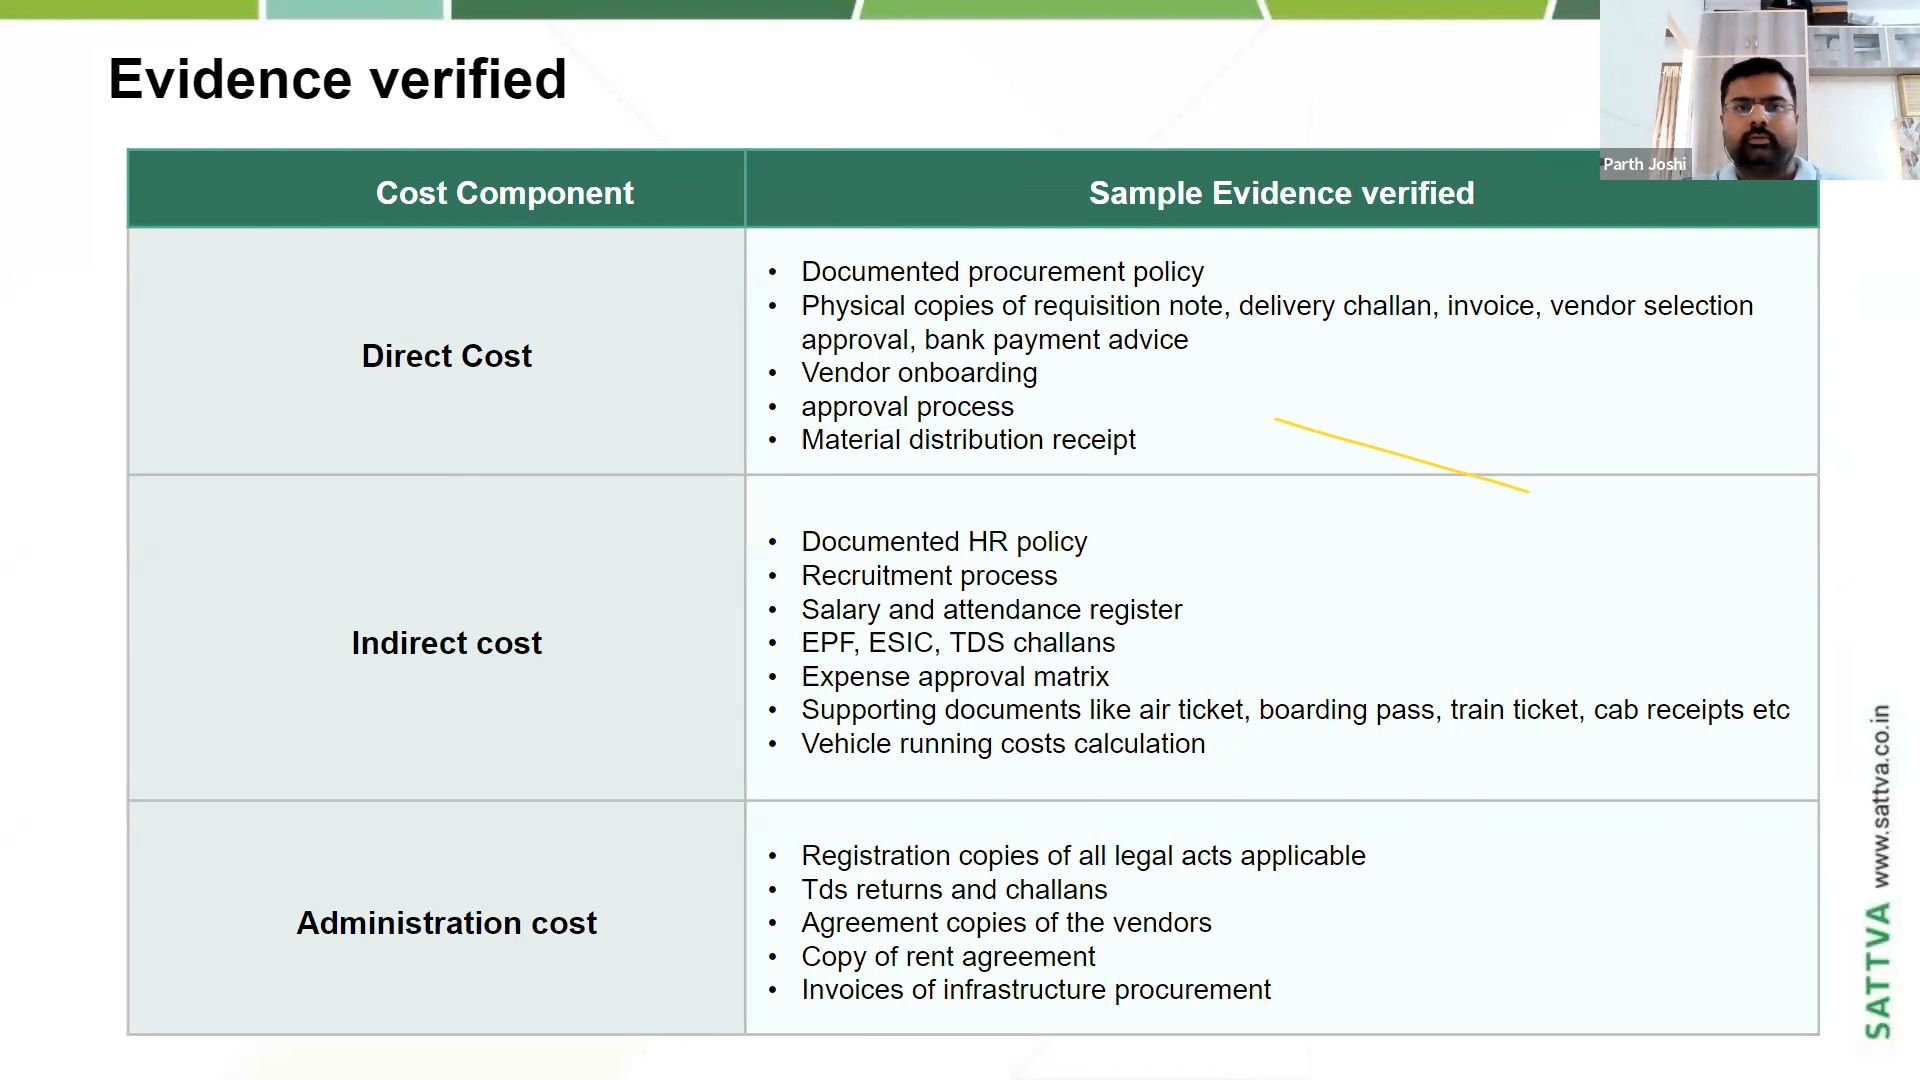 Evidence verified
Parth Joshi
Cost Component
Sample Evidence verified
Direct Cost
• Documented procurement policy
• Physical copies of requisition note, delivery challan, invoice, vendor selection
approval, bank payment advice
• Vendor onboarding
• approval process
• Material distribution receipt
Indirect cost
• Documented HR policy
• Recruitment process
• Salary and attendance register
• EPF, ESIC, TDS challans
• Expense approval matrix
• Supporting documents like air ticket, boarding pass, train ticket, cab receipts etc
• Vehicle running costs calculation
Administration cost
• Registration copies of all legal acts applicable
• Tds returns and challans
• Agreement copies of the vendors
• Copy of rent agreement
• Invoices of infrastructure procurement
SATTVA www.sattva.co.in